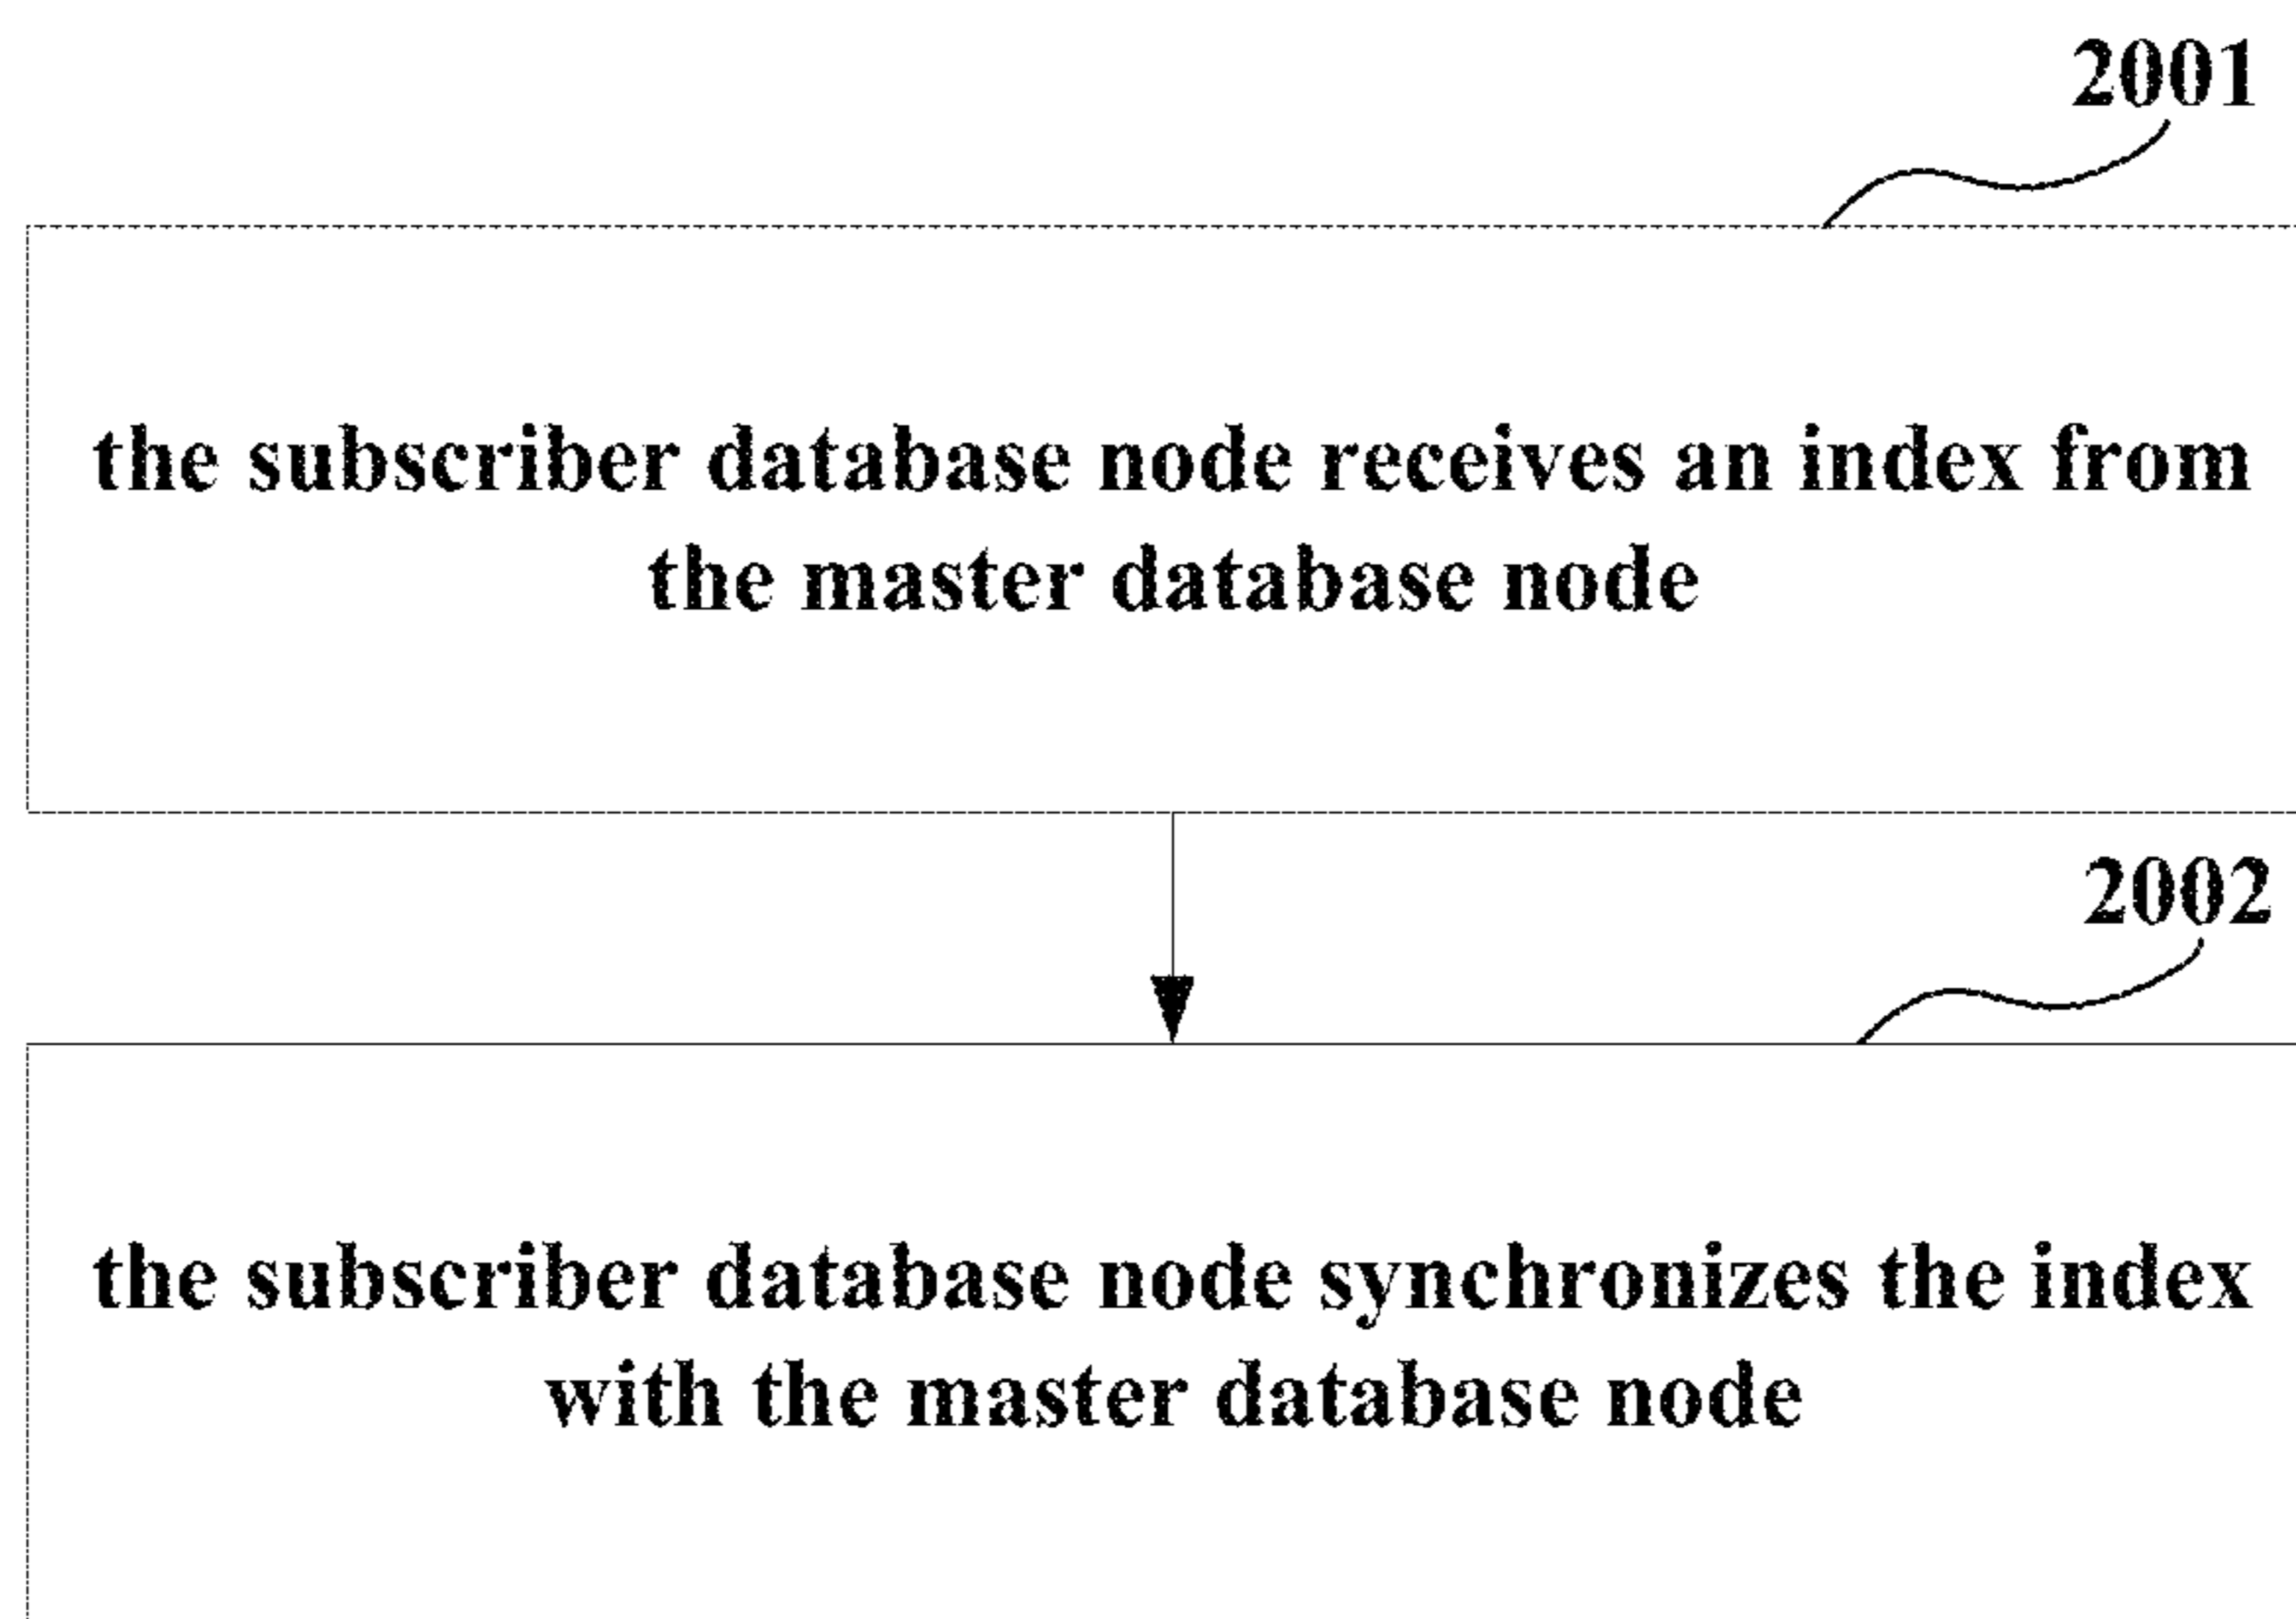 2001
the subscriber database node receives an index from
the master database node
2002
the subscriber database node synchronizes the index
with the master database node